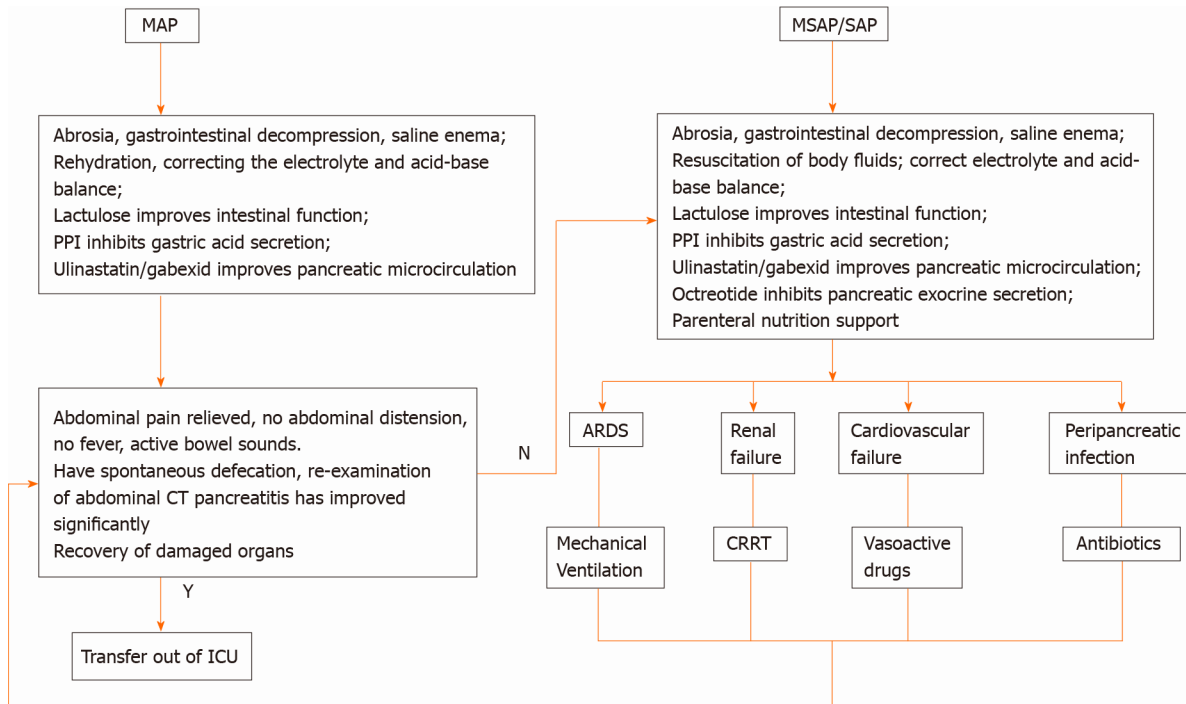 MAP
Abrosia, gastrointestinal decompression, saline enema;
Rehydration, correcting the electrolyte and acid-base
balance;
Lactulose improves intestinal function;
PPI inhibits gastric acid secretion;
Ulinastatin/gabexid improves pancreatic microcirculation
Abdominal pain relieved, no abdominal distension,
no fever, active bowel sounds.
Have spontaneous defecation, re-examination
of abdominal CT pancreatitis has improved
significantly
Recovery of damaged organs
N
Y
Transfer out of ICU
MSAP/SAP
Abrosia, gastrointestinal decompression, saline enema;
Resuscitation of body fluids; correct electrolyte and acid-
base balance;
Lactulose improves intestinal function;
PPI inhibits gastric acid secretion;
Ulinastatin/gabexid improves pancreatic microcirculation;
Octreotide inhibits pancreatic exocrine secretion;
Parenteral nutrition support
ARDS
Renal
failure
Cardiovascular
failure
Peripancreatic
infection
Mechanical
Ventilation
CRRT
Vasoactive
drugs
Antibiotics